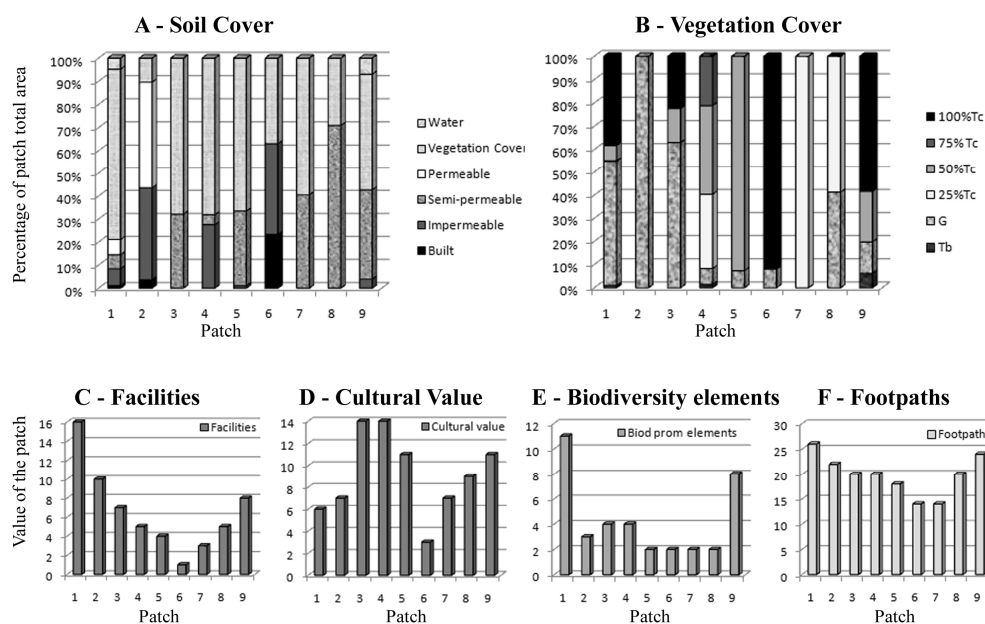 A - Soil Cover
Percentage of patch total area
100%
90%
80%
70%
60%
50%
40%
30%
20%
10%
0%
1 2 3 4 5 6 7 8 9
Patch
Water
Vegetation Cover
Permeable
Semi-permeable
Impermeable
Built
B - Vegetation Cover
100%
90%
80%
70%
60%
50%
40%
30%
20%
10%
0%
1 2 3 4 5 6 7 8 9
Patch
100%Tc
75%Tc
50%Tc
25%Tc
G
Tb
C - Facilities
Value of the patch
Facilities
16
14
12
10
8
6
4
2
0
1 2 3 4 5 6 7 8 9
Patch
D - Cultural Value
Cultural value
14
12
10
8
6
4
2
0
1 2 3 4 5 6 7 8 9
Patch
E - Biodiversity elements
Biod prom elements
12
10
8
6
4
2
0
1 2 3 4 5 6 7 8 9
Patch
F - Footpaths
Footpath
30
25
20
15
10
5
0
1 2 3 4 5 6 7 8 9
Patch